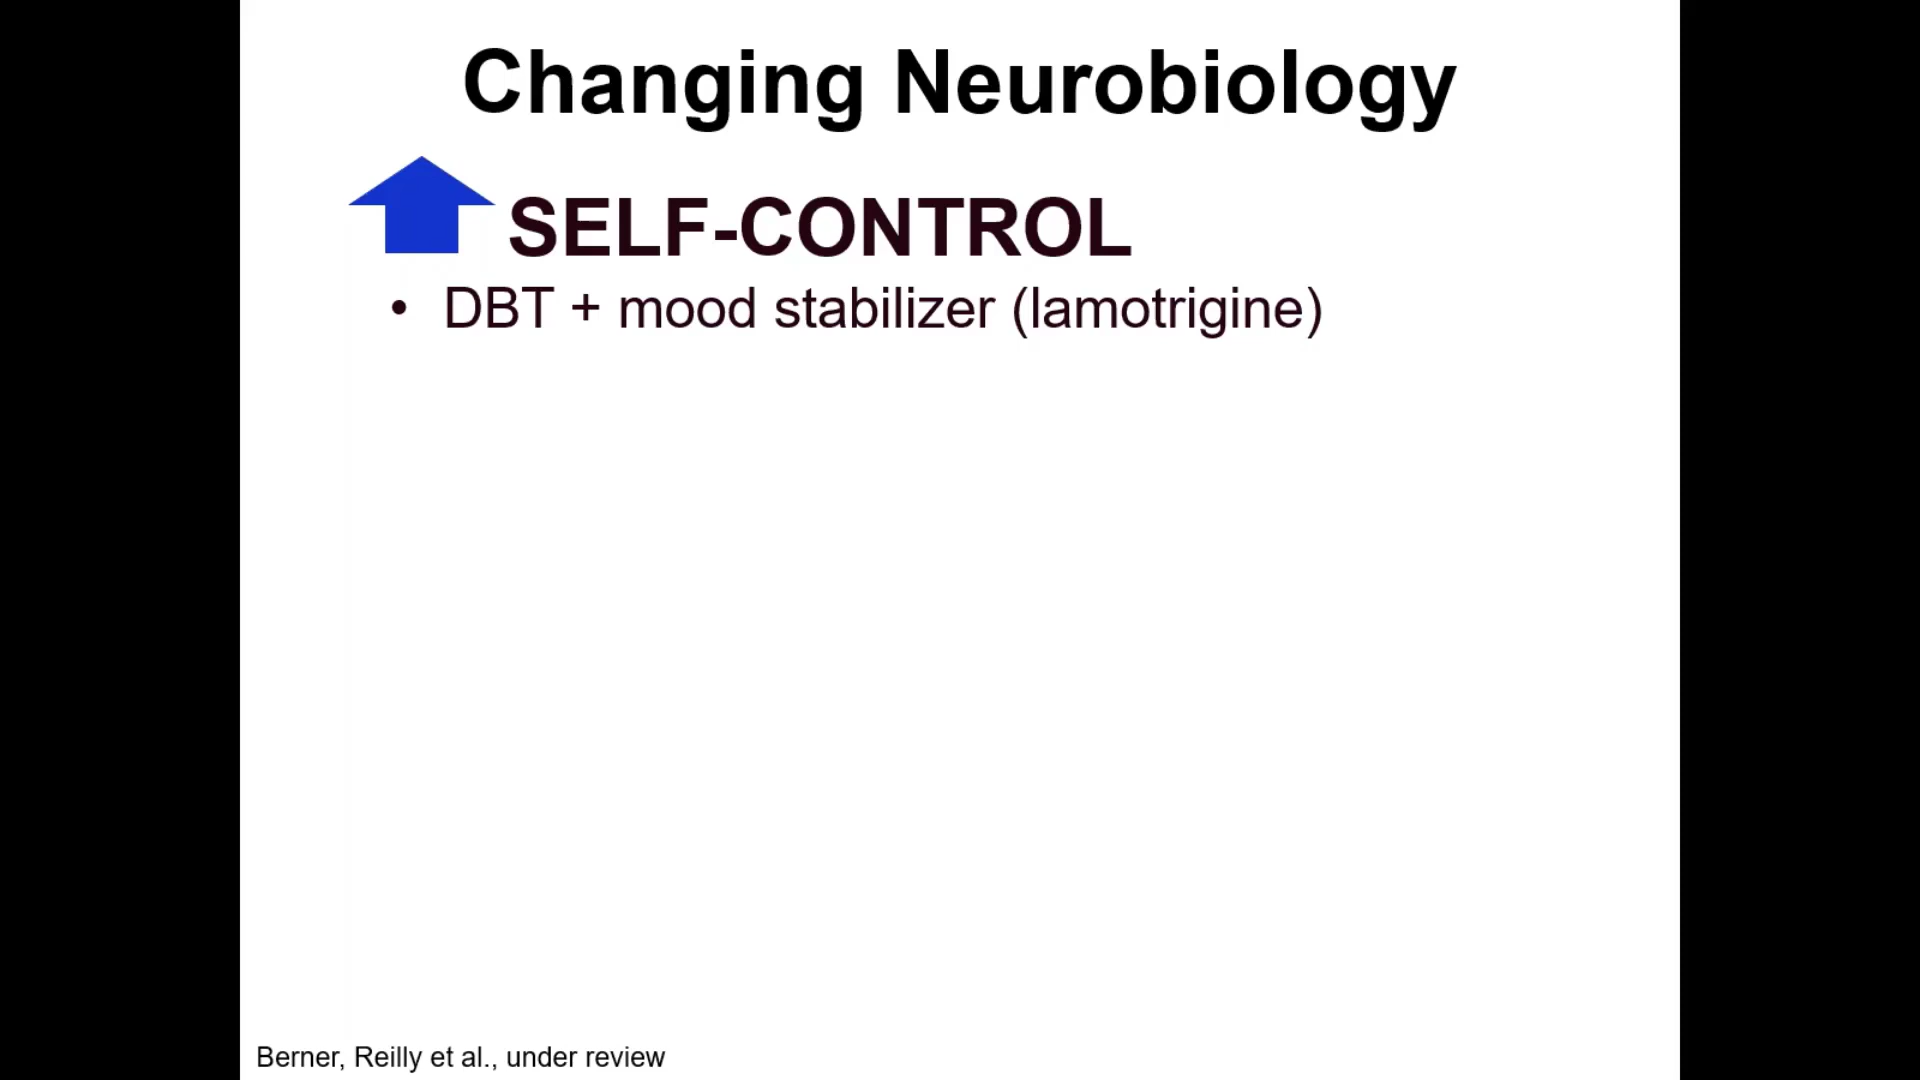 Changing Neurobiology
SELF-CONTROL
• DBT + mood stabilizer (lamotrigine)
Berner, Reilly et al., under review